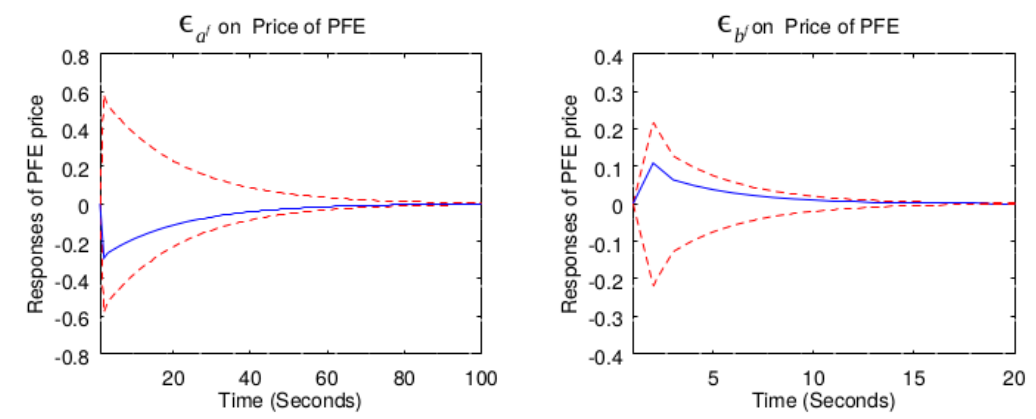 ϵ_{a^f} on Price of PFE
Responses of PFE price
0.8
0.6
0.4
0.2
0
-0.2
-0.4
-0.6
-0.8
20 40 60 80 100
Time (Seconds)
ϵ_{b^f} on Price of PFE
Responses of PFE price
0.4
0.3
0.2
0.1
0
-0.1
-0.2
-0.3
-0.4
5 10 15 20
Time (Seconds)